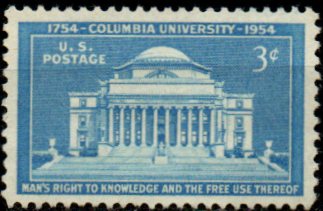 1754-COLUMBIA UNIVERSITY-1954
U.S. POSTAGE
3¢
MAN'S RIGHT TO KNOWLEDGE AND THE FREE USE THEREOF